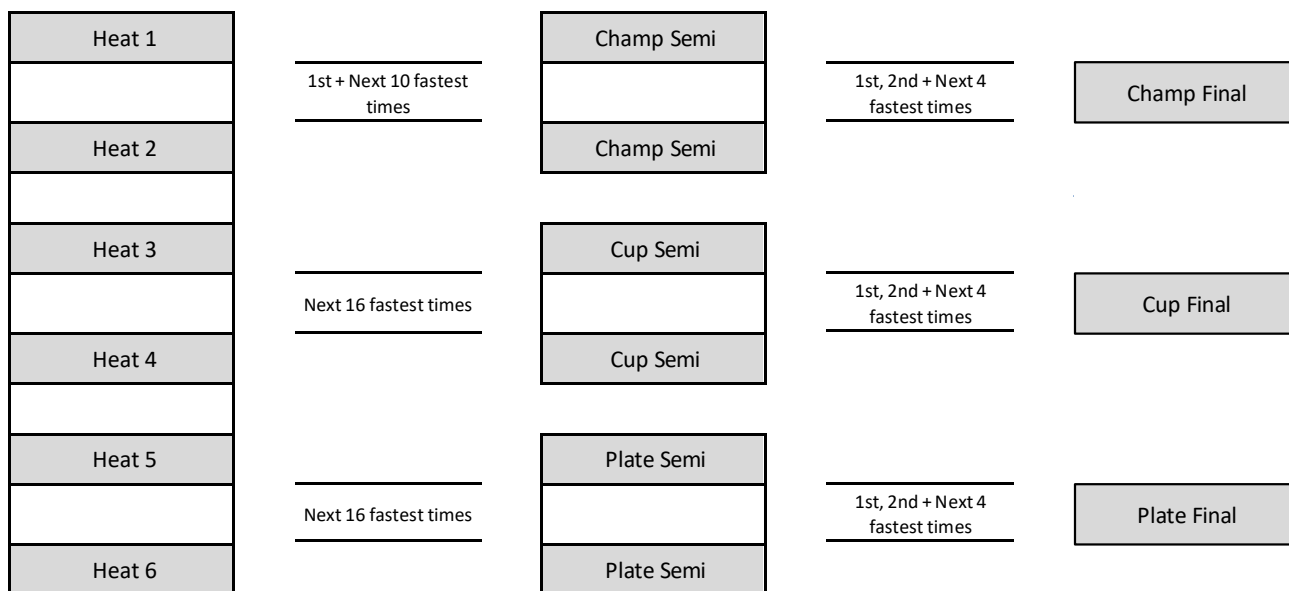 Heat 1
Champ Semi
1st + Next 10 fastest
times
1st, 2nd + Next 4
fastest times
Champ Final
Heat 2
Champ Semi
Heat 3
Cup Semi
Next 16 fastest times
1st, 2nd + Next 4
fastest times
Cup Final
Heat 4
Cup Semi
Heat 5
Plate Semi
Next 16 fastest times
1st, 2nd + Next 4
fastest times
Plate Final
Heat 6
Plate Semi